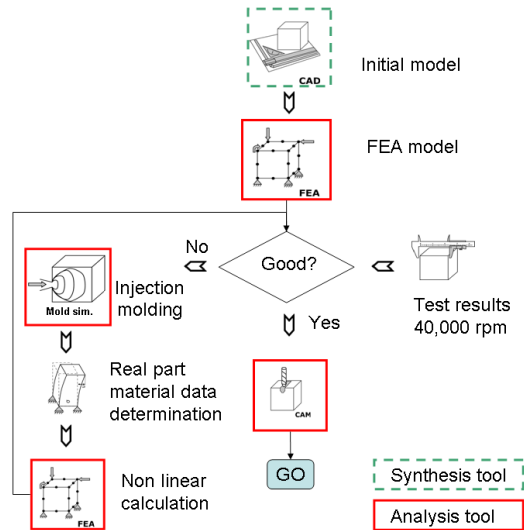 CAD
Initial model
FEA model
FEA
No
Good?
Mold sim.
Injection
molding
Test results
40,000 rpm
Yes
Real part
material data
determination
CAM
GO
Non linear
calculation
FEA
Synthesis tool
Analysis tool